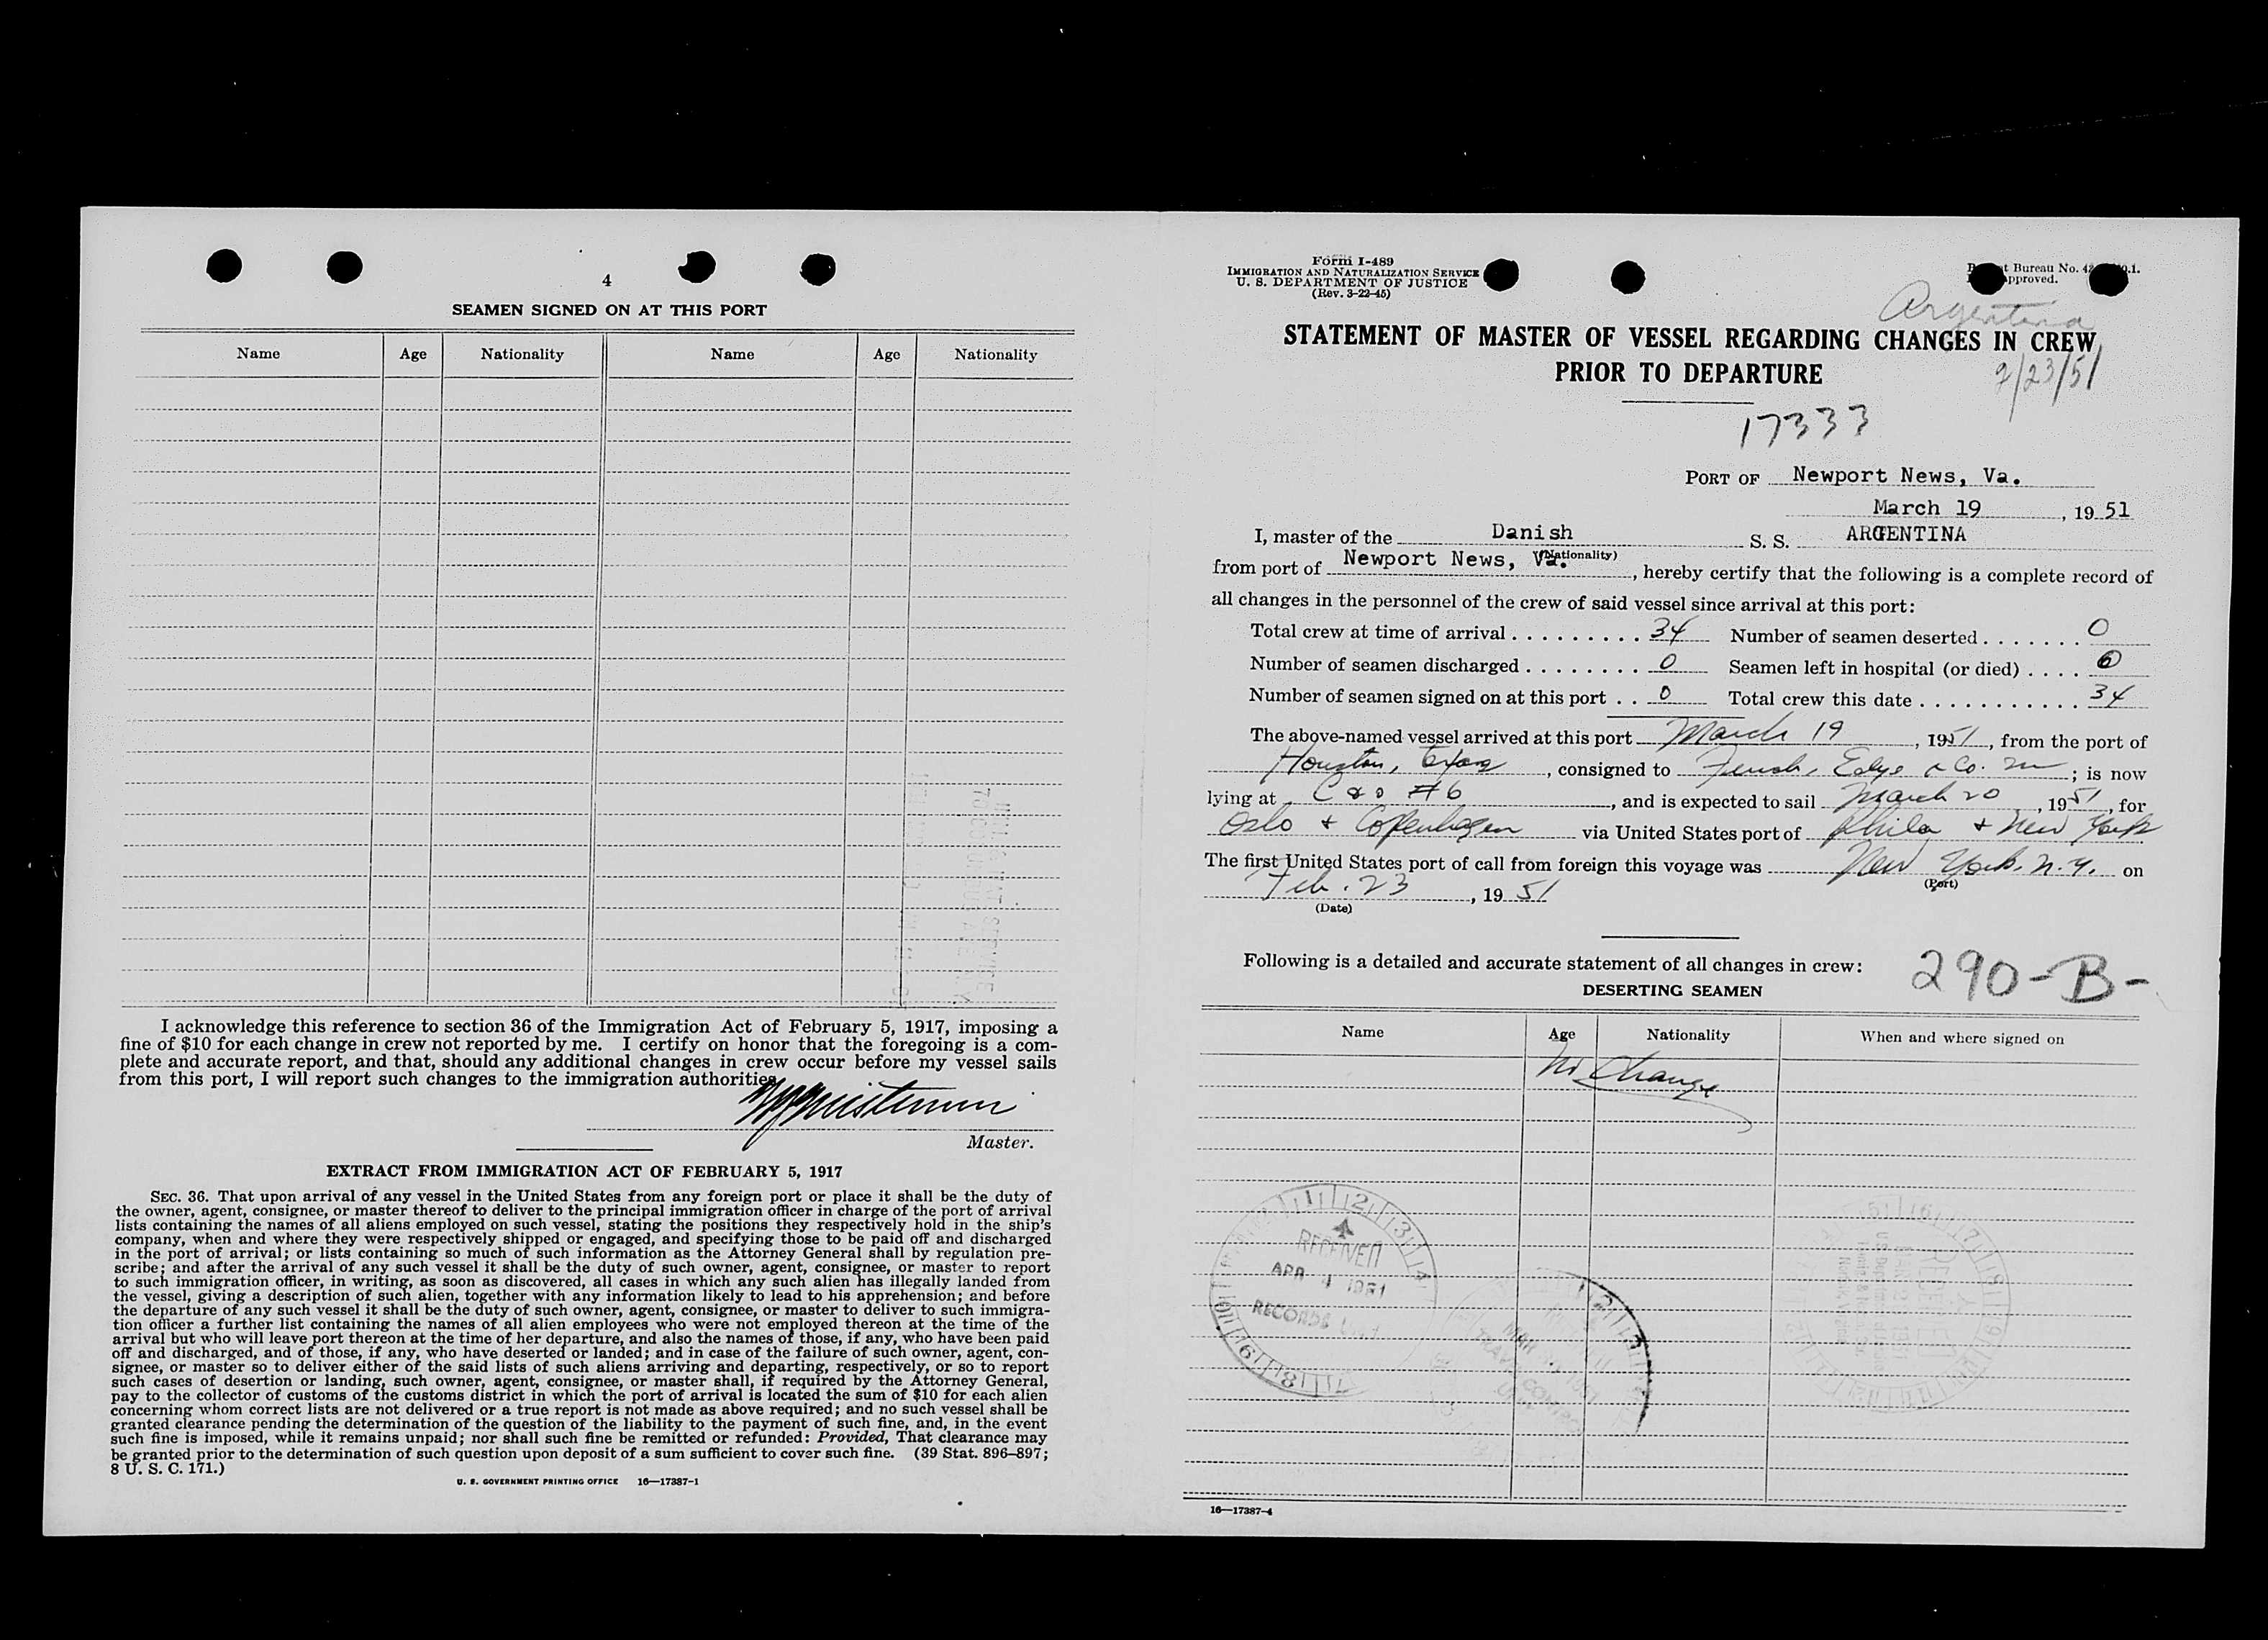 4
SEAMEN SIGNED ON AT THIS PORT
Name Age Nationality Name Age Nationality
I acknowledge this reference to section 36 of the Immigration Act of February 5, 1917, imposing a
fine of $10 for each change in crew not reported by me. I certify on honor that the foregoing is a com-
plete and accurate report, and that, should any additional changes in crew occur before my vessel sails
from this port, I will report such changes to the immigration authorities.
Master.
EXTRACT FROM IMMIGRATION ACT OF FEBRUARY 5, 1917
SEC. 36. That upon arrival of any vessel in the United States from any foreign port or place it shall be the duty of
the owner, agent, consignee, or master thereof to deliver to the principal immigration officer in charge of the port of arrival
lists containing the names of all aliens employed on such vessel, stating the positions they respectively hold in the ship's
company, when and where they were respectively shipped or engaged, and specifying those to be paid off and discharged
in the port of arrival; or lists containing so much of such information as the Attorney General shall by regulation pre-
scribe; and after the arrival of any such vessel it shall be the duty of such owner, agent, consignee, or master to report
to such immigration officer, in writing, as soon as discovered, all cases in which any such alien has illegally landed from
the vessel, giving a description of such alien, together with any information likely to lead to his apprehension; and before
the departure of any such vessel it shall be the duty of such owner, agent, consignee, or master to deliver to such immigra-
tion officer a further list containing the names of all alien employees who were not employed thereon at the time of the
arrival but who will leave port thereon at the time of her departure, and also the names of those, if any, who have been paid
off and discharged, and of those, if any, who have deserted or landed; and in case of the failure of such owner, agent, con-
signee, or master so to deliver either of the said lists of such aliens arriving and departing, respectively, or so to report
such cases of desertion or landing, such owner, agent, consignee, or master shall, if required by the Attorney General,
pay to the collector of customs of the customs district in which the port of arrival is located the sum of $10 for each alien
concerning whom correct lists are not delivered or a true report is not made as above required; and no such vessel shall be
granted clearance pending the determination of the question of the liability to the payment of such fine, and, in the event
such fine is imposed, while it remains unpaid; nor shall such fine be remitted or refunded: Provided, That clearance may
be granted prior to the determination of such question upon deposit of a sum sufficient to cover such fine. (39 Stat. 896–897;
8 U. S. C. 171.)
U. S. GOVERNMENT PRINTING OFFICE 16—17387-1
Form I-489
IMMIGRATION AND NATURALIZATION SERVICE
U. S. DEPARTMENT OF JUSTICE
(Rev. 3-22-45)
Bureau No.
Approved.
Argentina
STATEMENT OF MASTER OF VESSEL REGARDING CHANGES IN CREW
PRIOR TO DEPARTURE
2/23/51
17333
PORT OF Newport News, Va.
March 19, 19 51
I, master of the Danish S. S. ARGENTINA
(Nationality)
from port of Newport News, Va., hereby certify that the following is a complete record of
all changes in the personnel of the crew of said vessel since arrival at this port:
Total crew at time of arrival . . . . . . . . . 34 Number of seamen deserted . . . . . . . 0
Number of seamen discharged . . . . . . . . 0 Seamen left in hospital (or died) . . . . 0
Number of seamen signed on at this port . . 0 Total crew this date . . . . . . . . . . . 34
The above-named vessel arrived at this port March 19, 1951, from the port of
Houston, Texas, consigned to Edye & Co. ; is now
lying at C & O #6, and is expected to sail March 20, 1951, for
Oslo & Copenhagen via United States port of Phila & New York
The first United States port of call from foreign this voyage was New York, N.Y. on
(Port)
Feb. 23, 19 51
(Date)
Following is a detailed and accurate statement of all changes in crew:
290-B-
DESERTING SEAMEN
Name Age Nationality When and where signed on
No Change
RECEIVED
APR 4 1951
RECORDS
16—17387-4